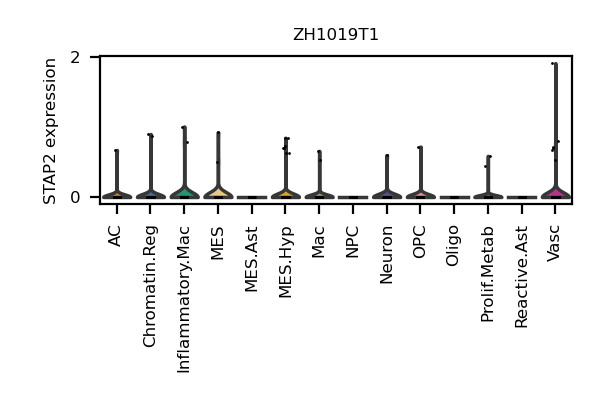 ZH1019T1
STAP2 expression
2
0
AC
Chromatin.Reg
Inflammatory.Mac
MES
MES.Ast
MES.Hyp
Mac
NPC
Neuron
OPC
Oligo
Prolif.Metab
Reactive.Ast
Vasc